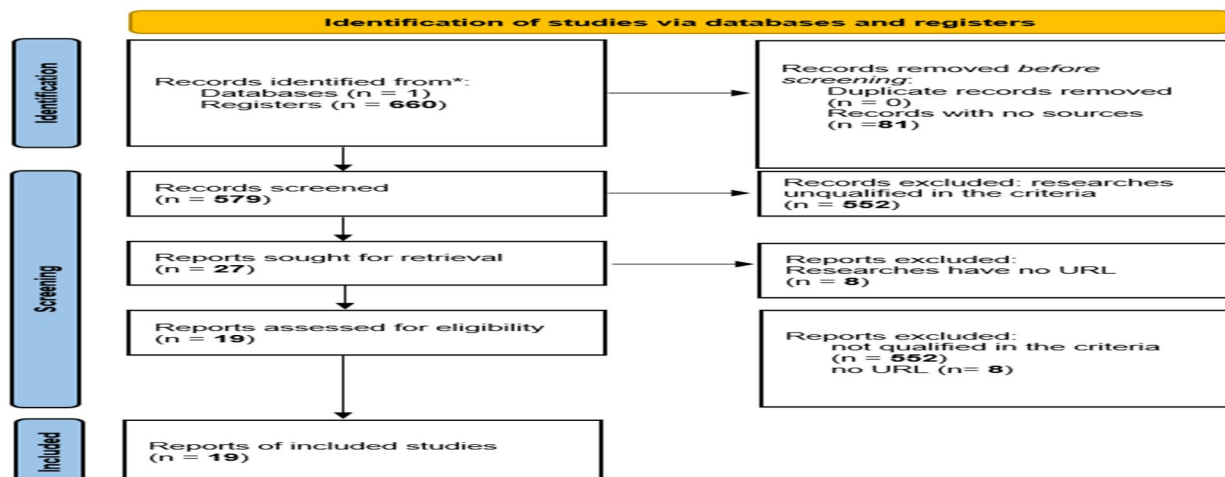 Identification of studies via databases and registers
Identification
Records identified from*:
Databases (n = 1)
Registers (n = 660)
Records removed before
screening:
Duplicate records removed
(n = 0)
Records with no sources
(n =81)
Screening
Records screened
(n = 579)
Records excluded: researches
unqualified in the criteria
(n = 552)
Reports sought for retrieval
(n = 27)
Reports excluded:
Researches have no URL
(n = 8)
Reports assessed for eligibility
(n = 19)
Reports excluded:
not qualified in the criteria
(n = 552)
no URL (n= 8)
Included
Reports of included studies
(n = 19)